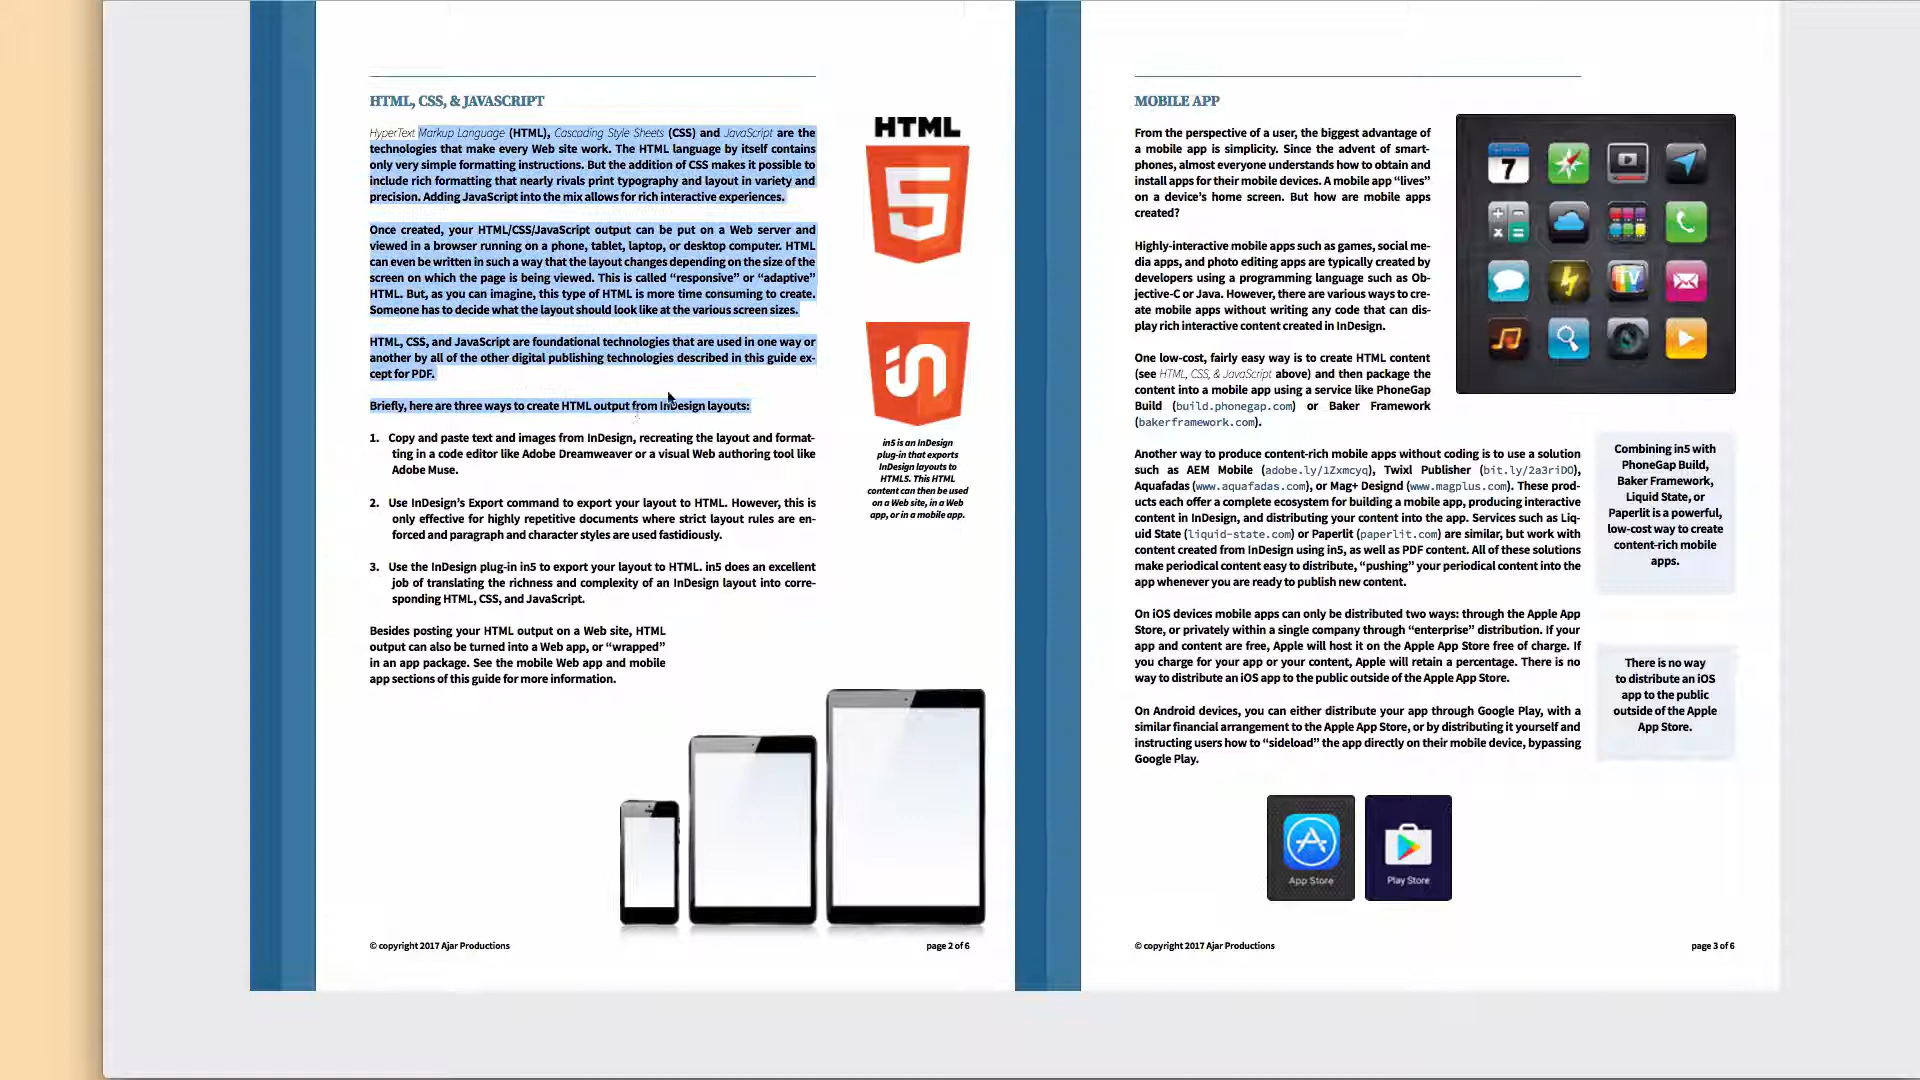 HTML, CSS, & JAVASCRIPT
HyperText Markup Language (HTML), Cascading Style Sheets (CSS) and JavaScript are the
technologies that make every Web site work. The HTML language by itself contains
only very simple formatting instructions. But the addition of CSS makes it possible to
include rich formatting that nearly rivals print typography and layout in variety and
precision. Adding JavaScript into the mix allows for rich interactive experiences.
Once created, your HTML/CSS/JavaScript output can be put on a Web server and
viewed in a browser running on a phone, tablet, laptop, or desktop computer. HTML
can even be written in such a way that the layout changes depending on the size of the
screen on which the page is being viewed. This is called “responsive” or “adaptive”
HTML. But, as you can imagine, this type of HTML is more time consuming to create.
Someone has to decide what the layout should look like at the various screen sizes.
HTML, CSS, and JavaScript are foundational technologies that are used in one way or
another by all of the other digital publishing technologies described in this guide ex-
cept for PDF.
Briefly, here are three ways to create HTML output from InDesign layouts:
1. Copy and paste text and images from InDesign, recreating the layout and format-
ting in a code editor like Adobe Dreamweaver or a visual Web authoring tool like
Adobe Muse.
2. Use InDesign’s Export command to export your layout to HTML. However, this is
only effective for highly repetitive documents where strict layout rules are en-
forced and paragraph and character styles are used fastidiously.
3. Use the InDesign plug-in in5 to export your layout to HTML. in5 does an excellent
job of translating the richness and complexity of an InDesign layout into corre-
sponding HTML, CSS, and JavaScript.
Besides posting your HTML output on a Web site, HTML
output can also be turned into a Web app, or “wrapped”
in an app package. See the mobile Web app and mobile
app sections of this guide for more information.
HTML
5
in5
in5 is an InDesign
plug-in that exports
InDesign layouts to
HTML5. This HTML
content can then be used
on a Web site, in a Web
app, or in a mobile app.
© copyright 2017 Ajar Productions
page 2 of 6
MOBILE APP
From the perspective of a user, the biggest advantage of
a mobile app is simplicity. Since the advent of smart-
phones, almost everyone understands how to obtain and
install apps for their mobile devices. A mobile app “lives”
on a device’s home screen. But how are mobile apps
created?
Highly-interactive mobile apps such as games, social me-
dia apps, and photo editing apps are typically created by
developers using a programming language such as Ob-
jective-C or Java. However, there are various ways to cre-
ate mobile apps without writing any code that can dis-
play rich interactive content created in InDesign.
One low-cost, fairly easy way is to create HTML content
(see HTML, CSS, & JavaScript above) and then package the
content into a mobile app using a service like PhoneGap
Build (build.phonegap.com) or Baker Framework
(bakerframework.com).
Another way to produce content-rich mobile apps without coding is to use a solution
such as AEM Mobile (adobe.ly/1Zxmcyq), Twixl Publisher (bit.ly/2a3riDO),
Aquafadas (www.aquafadas.com), or Mag+ Designd (www.magplus.com). These prod-
ucts each offer a complete ecosystem for building a mobile app, producing interactive
content in InDesign, and distributing your content into the app. Services such as Liq-
uid State (liquid-state.com) or Paperlit (paperlit.com) are similar, but work with
content created from InDesign using in5, as well as PDF content. All of these solutions
make periodical content easy to distribute, “pushing” your periodical content into the
app whenever you are ready to publish new content.
On iOS devices mobile apps can only be distributed two ways: through the Apple App
Store, or privately within a single company through “enterprise” distribution. If your
app and content are free, Apple will host it on the Apple App Store free of charge. If
you charge for your app or your content, Apple will retain a percentage. There is no
way to distribute an iOS app to the public outside of the Apple App Store.
On Android devices, you can either distribute your app through Google Play, with a
similar financial arrangement to the Apple App Store, or by distributing it yourself and
instructing users how to “sideload” the app directly on their mobile device, bypassing
Google Play.
7
TV
Combining in5 with
PhoneGap Build,
Baker Framework,
Liquid State, or
Paperlit is a powerful,
low-cost way to create
content-rich mobile
apps.
There is no way
to distribute an iOS
app to the public
outside of the Apple
App Store.
App Store
Play Store
© copyright 2017 Ajar Productions
page 3 of 6